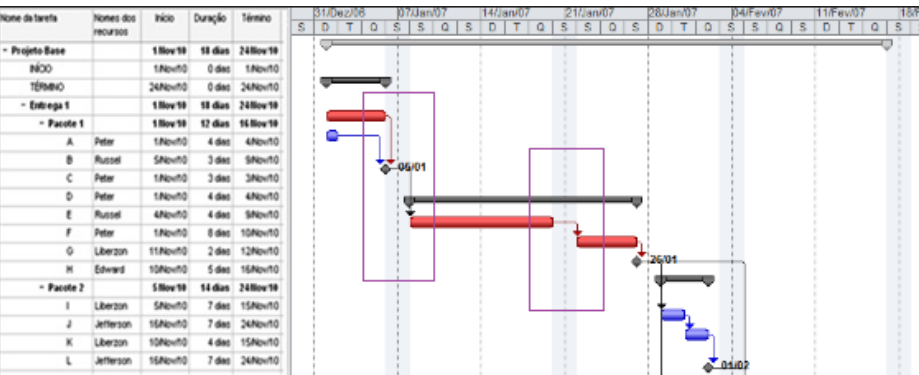 Nome da tarefa Nomes dos recursos Início Duração Término
- Projeto Base 1/Nov/10 18 dias 24/Nov/10
INÍCIO 1/Nov/10 0 dias 1/Nov/10
TÉRMINO 24/Nov/10 0 dias 24/Nov/10
- Entrega 1 1/Nov/10 18 dias 24/Nov/10
- Pacote 1 1/Nov/10 12 dias 16/Nov/10
A Peter 1/Nov/10 4 dias 4/Nov/10
B Russel 5/Nov/10 3 dias 9/Nov/10
C Peter 1/Nov/10 3 dias 3/Nov/10
D Peter 1/Nov/10 4 dias 4/Nov/10
E Russel 4/Nov/10 4 dias 9/Nov/10
F Peter 1/Nov/10 8 dias 10/Nov/10
G Liberzon 11/Nov/10 2 dias 12/Nov/10
H Edward 10/Nov/10 5 dias 16/Nov/10
- Pacote 2 5/Nov/10 14 dias 24/Nov/10
I Liberzon 5/Nov/10 7 dias 15/Nov/10
J Jefferson 16/Nov/10 7 dias 24/Nov/10
K Liberzon 10/Nov/10 4 dias 15/Nov/10
L Jefferson 16/Nov/10 7 dias 24/Nov/10
31/Dez/06 07/Jan/07 14/Jan/07 21/Jan/07 28/Jan/07 04/Fev/07 11/Fev/07
S D T Q S S Q S D T Q S S Q S D T Q S S Q S D T Q S
05/01
26/01
01/02